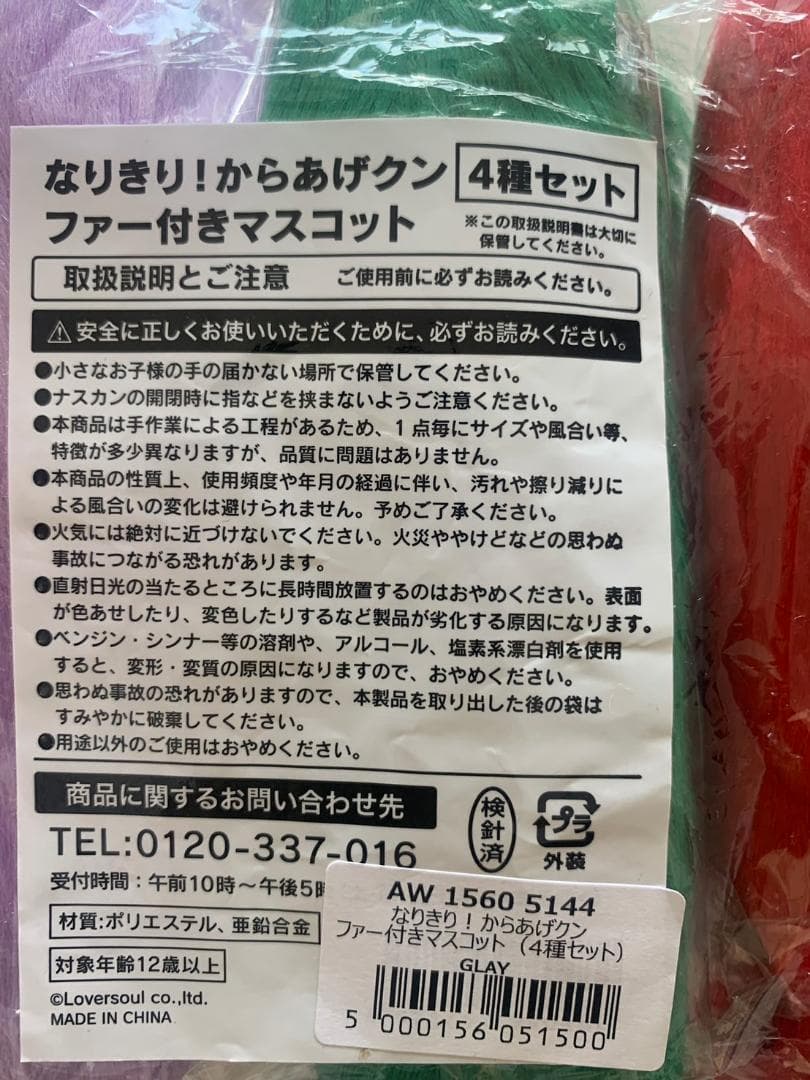 なりきり!からあげクン
ファー付きマスコット
4種セット
※この取扱説明書は大切に
保管してください。
取扱説明とご注意 ご使用前に必ずお読みください。
⚠安全に正しくお使いいただくために、必ずお読みください。
●小さなお子様の手の届かない場所で保管してください。
●ナスカンの開閉時に指などを挟まないようご注意ください。
●本商品は手作業による工程があるため、1点毎にサイズや風合い等、
特徴が多少異なりますが、品質に問題はありません。
●本商品の性質上、使用頻度や年月の経過に伴い、汚れや擦り減りに
よる風合いの変化は避けられません。予めご了承ください。
●火気には絶対に近づけないでください。火災ややけどなどの思わぬ
事故につながる恐れがあります。
●直射日光の当たるところに長時間放置するのはおやめください。表面
が色あせしたり、変色したりするなど製品が劣化する原因になります。
●ベンジン・シンナー等の溶剤や、アルコール、塩素系漂白剤を使用
すると、変形・変質の原因になりますので、おやめください。
●思わぬ事故の恐れがありますので、本製品を取り出した後の袋は
すみやかに破棄してください。
●用途以外のご使用はおやめください。
商品に関するお問い合わせ先
TEL:0120-337-016
受付時間:午前10時〜午後5時
検針済
プラ
外装
材質:ポリエステル、亜鉛合金
対象年齢12歳以上
©Loversoul co.,ltd.
MADE IN CHINA
AW 1560 5144
なりきり!からあげクン
ファー付きマスコット(4種セット)
GLAY
5 000156 051500